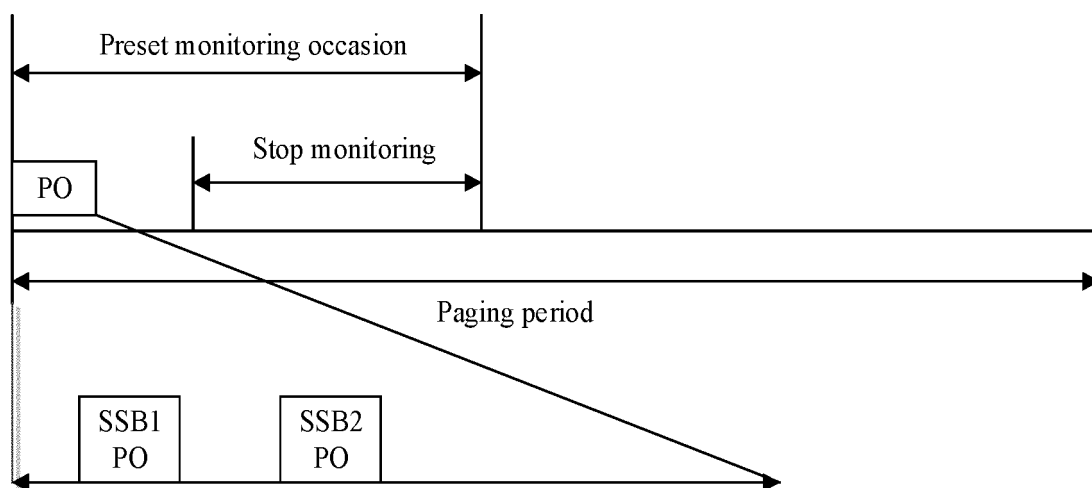 Preset monitoring occasion
Stop monitoring
PO
Paging period
SSB1
PO
SSB2
PO